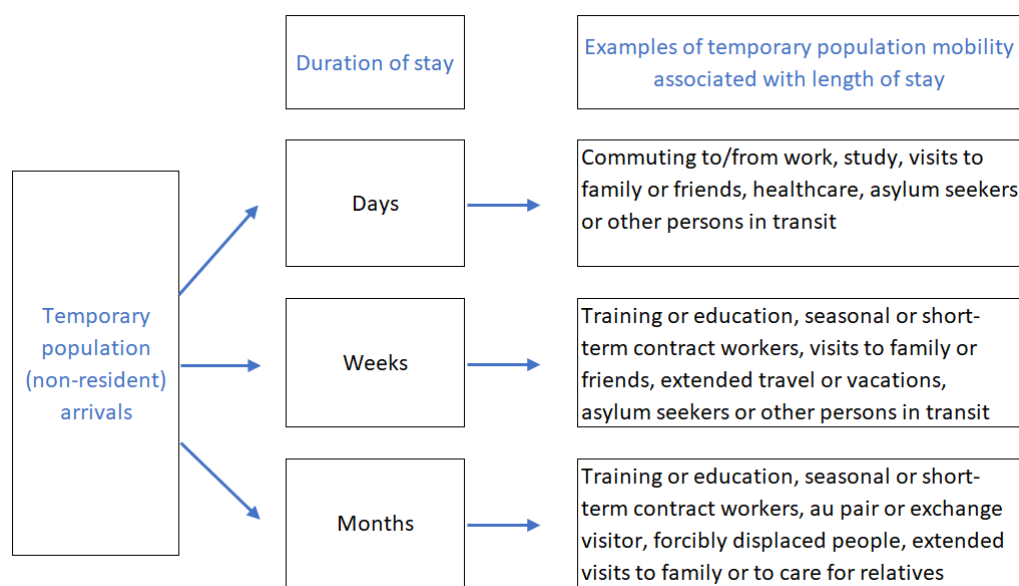 Duration of stay
Examples of temporary population mobility
associated with length of stay
Temporary
population
(non-resident)
arrivals
Days
Commuting to/from work, study, visits to
family or friends, healthcare, asylum seekers
or other persons in transit
Weeks
Training or education, seasonal or short-
term contract workers, visits to family or
friends, extended travel or vacations,
asylum seekers or other persons in transit
Months
Training or education, seasonal or short-
term contract workers, au pair or exchange
visitor, forcibly displaced people, extended
visits to family or to care for relatives